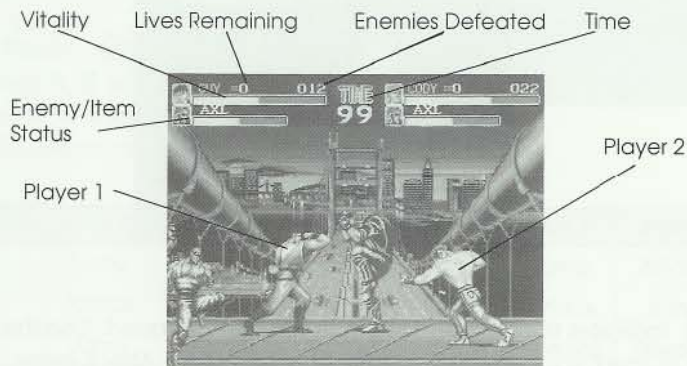 Vitality Lives Remaining Enemies Defeated Time
GUY =0 012 TIME CODY =0 022
AXL 99 AXL
Enemy/Item
Status
Player 2
Player 1